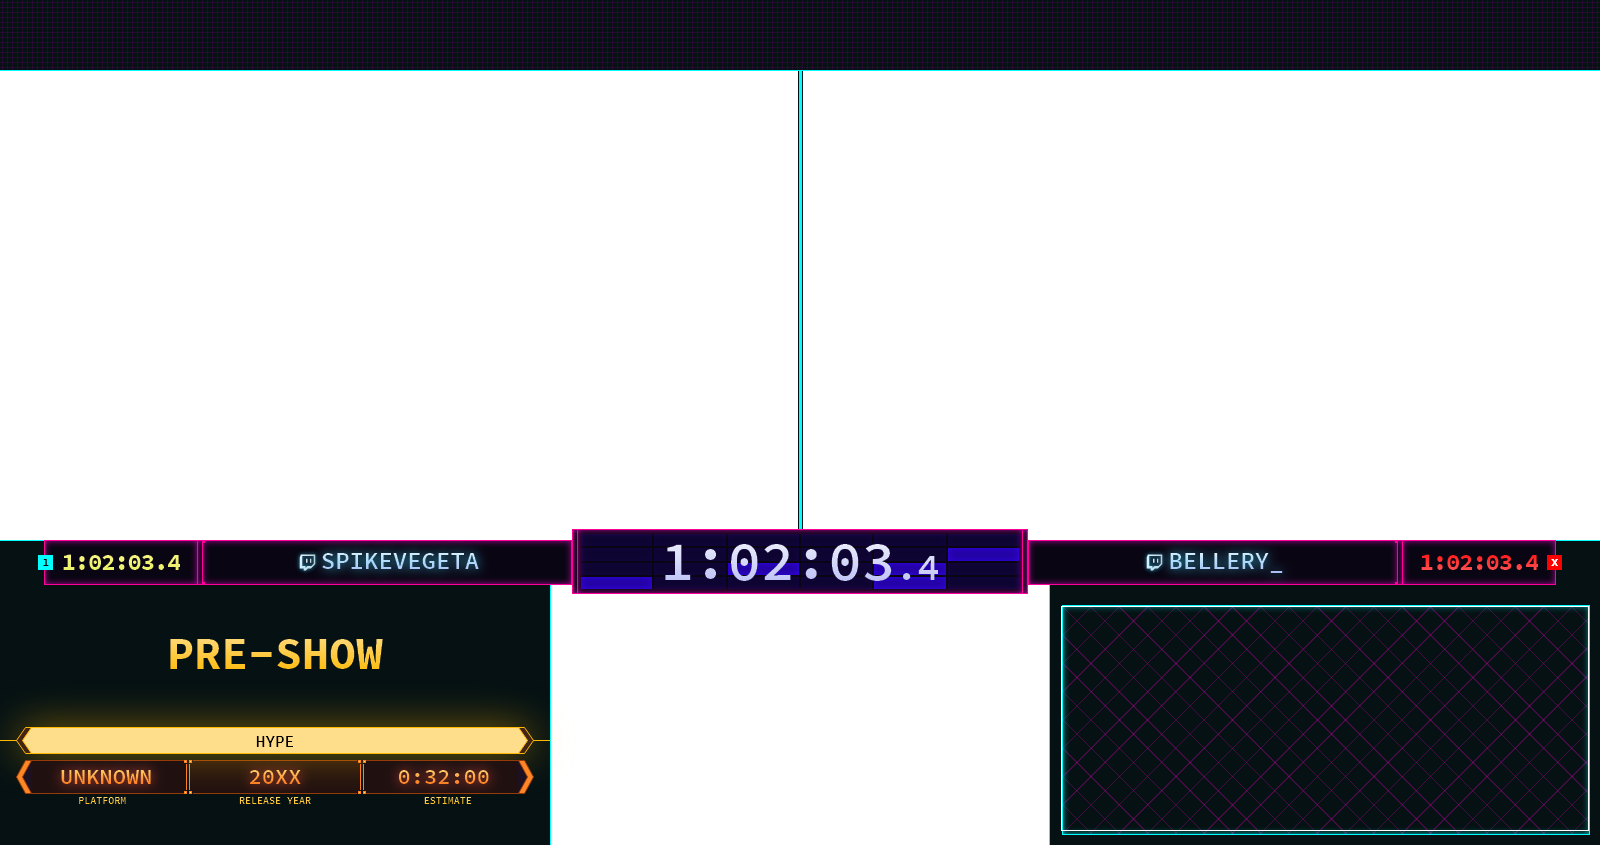 1 1:02:03.4 SPIKEVEGETA 1:02:03.4 BELLERY_ 1:02:03.4 X
PRE-SHOW
HYPE
UNKNOWN 20XX 0:32:00
PLATFORM RELEASE YEAR ESTIMATE